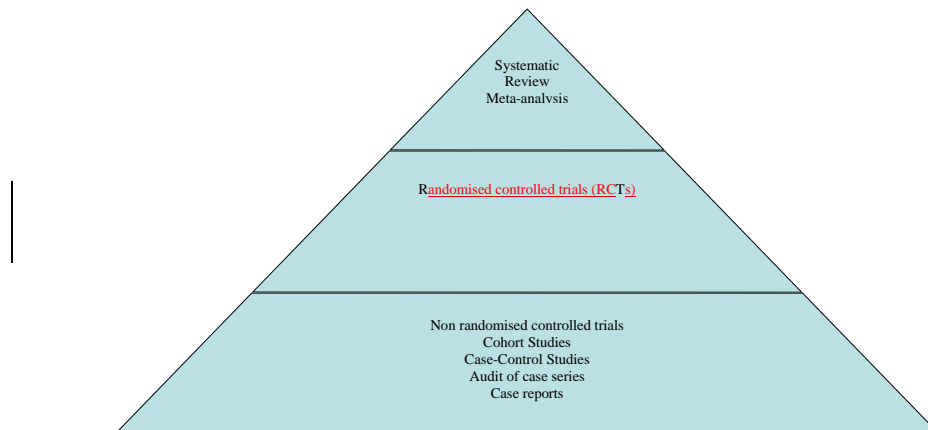 Systematic
Review
Meta-analysis
Randomised controlled trials (RCTs)
Non randomised controlled trials
Cohort Studies
Case-Control Studies
Audit of case series
Case reports